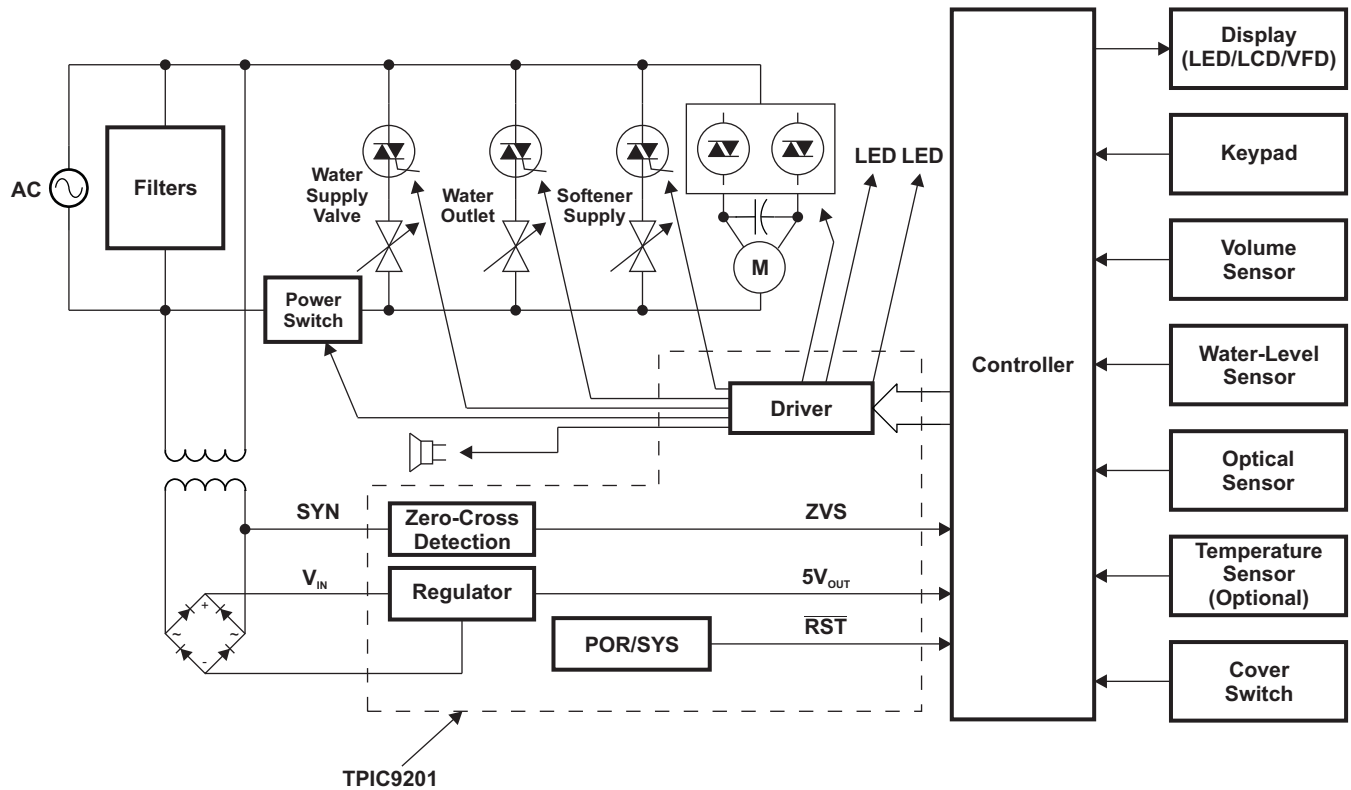 Display
(LED/LCD/VFD)
Keypad
Volume
Sensor
Water-Level
Sensor
Optical
Sensor
Temperature
Sensor
(Optional)
Cover
Switch
Controller
LED LED
AC
Filters
Water
Supply
Valve
Water
Outlet
Softener
Supply
M
Power
Switch
Driver
SYN
Zero-Cross
Detection
ZVS
VIN
Regulator
5VOUT
POR/SYS
RST
+
~
~
-
TPIC9201